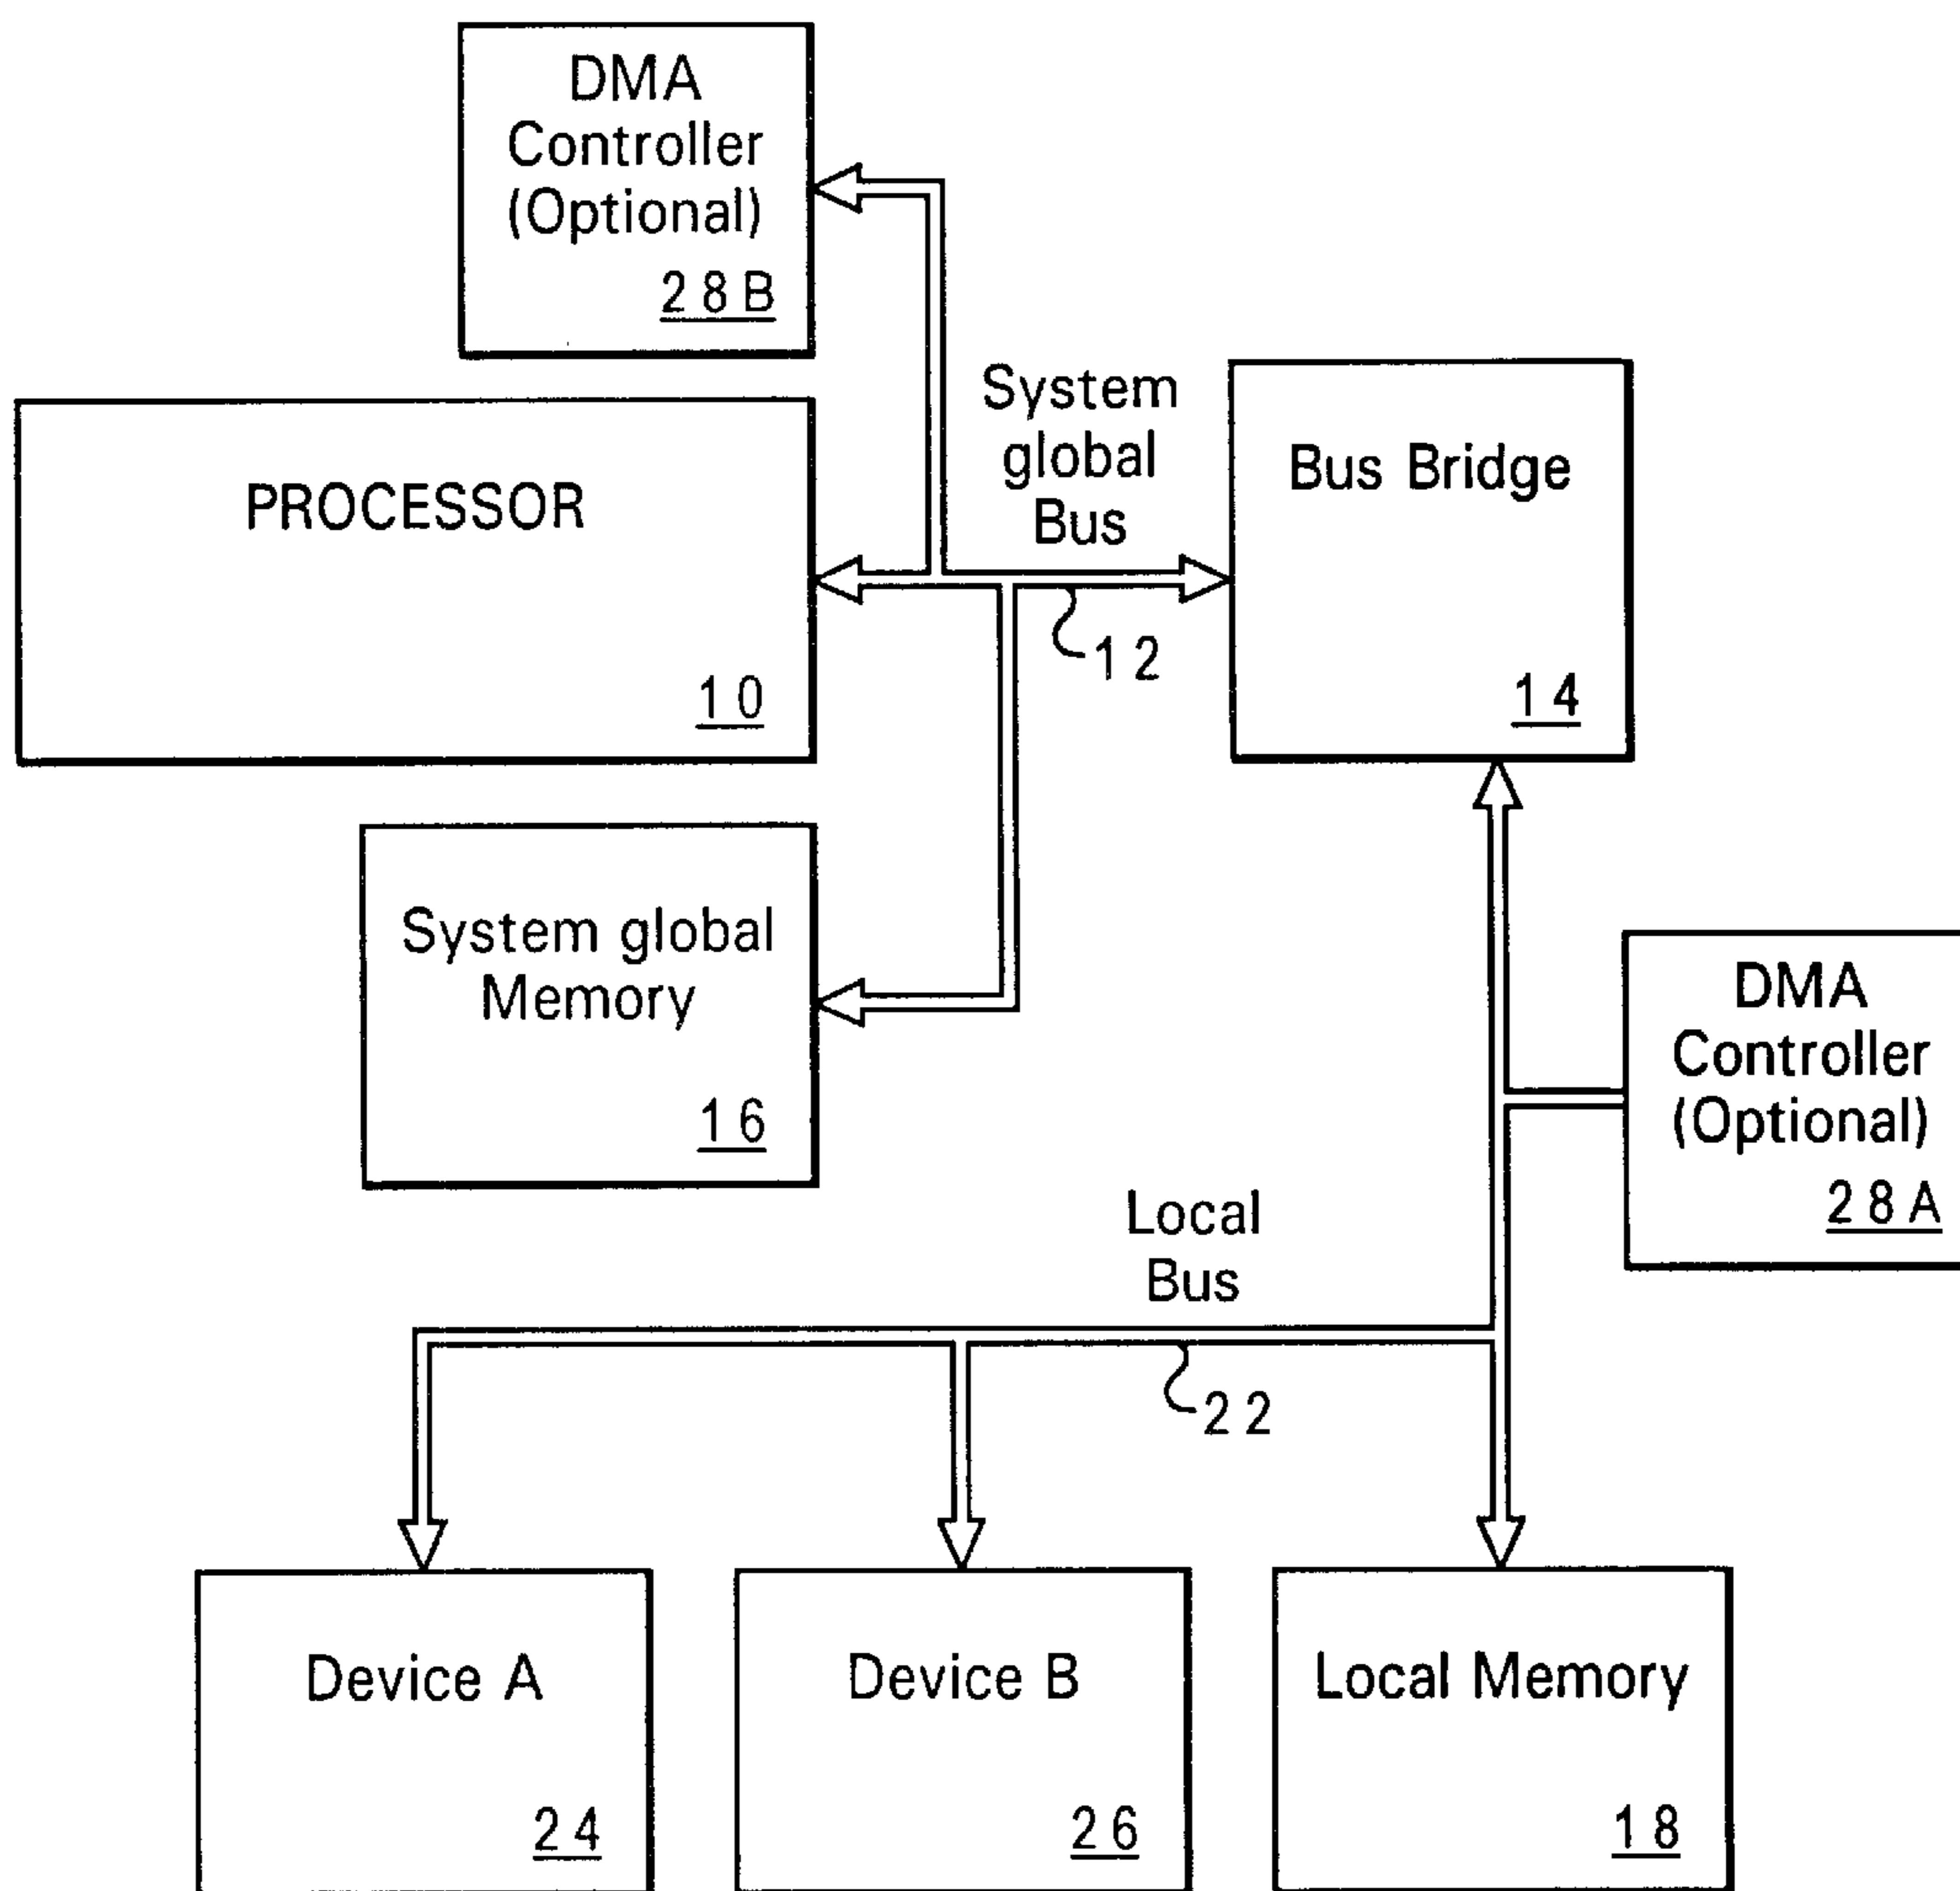 DMA
Controller
(Optional)
28B
System
global
Bus
12
Bus Bridge
14
PROCESSOR
10
System global
Memory
16
DMA
Controller
(Optional)
28A
Local
Bus
22
Device A
24
Device B
26
Local Memory
18